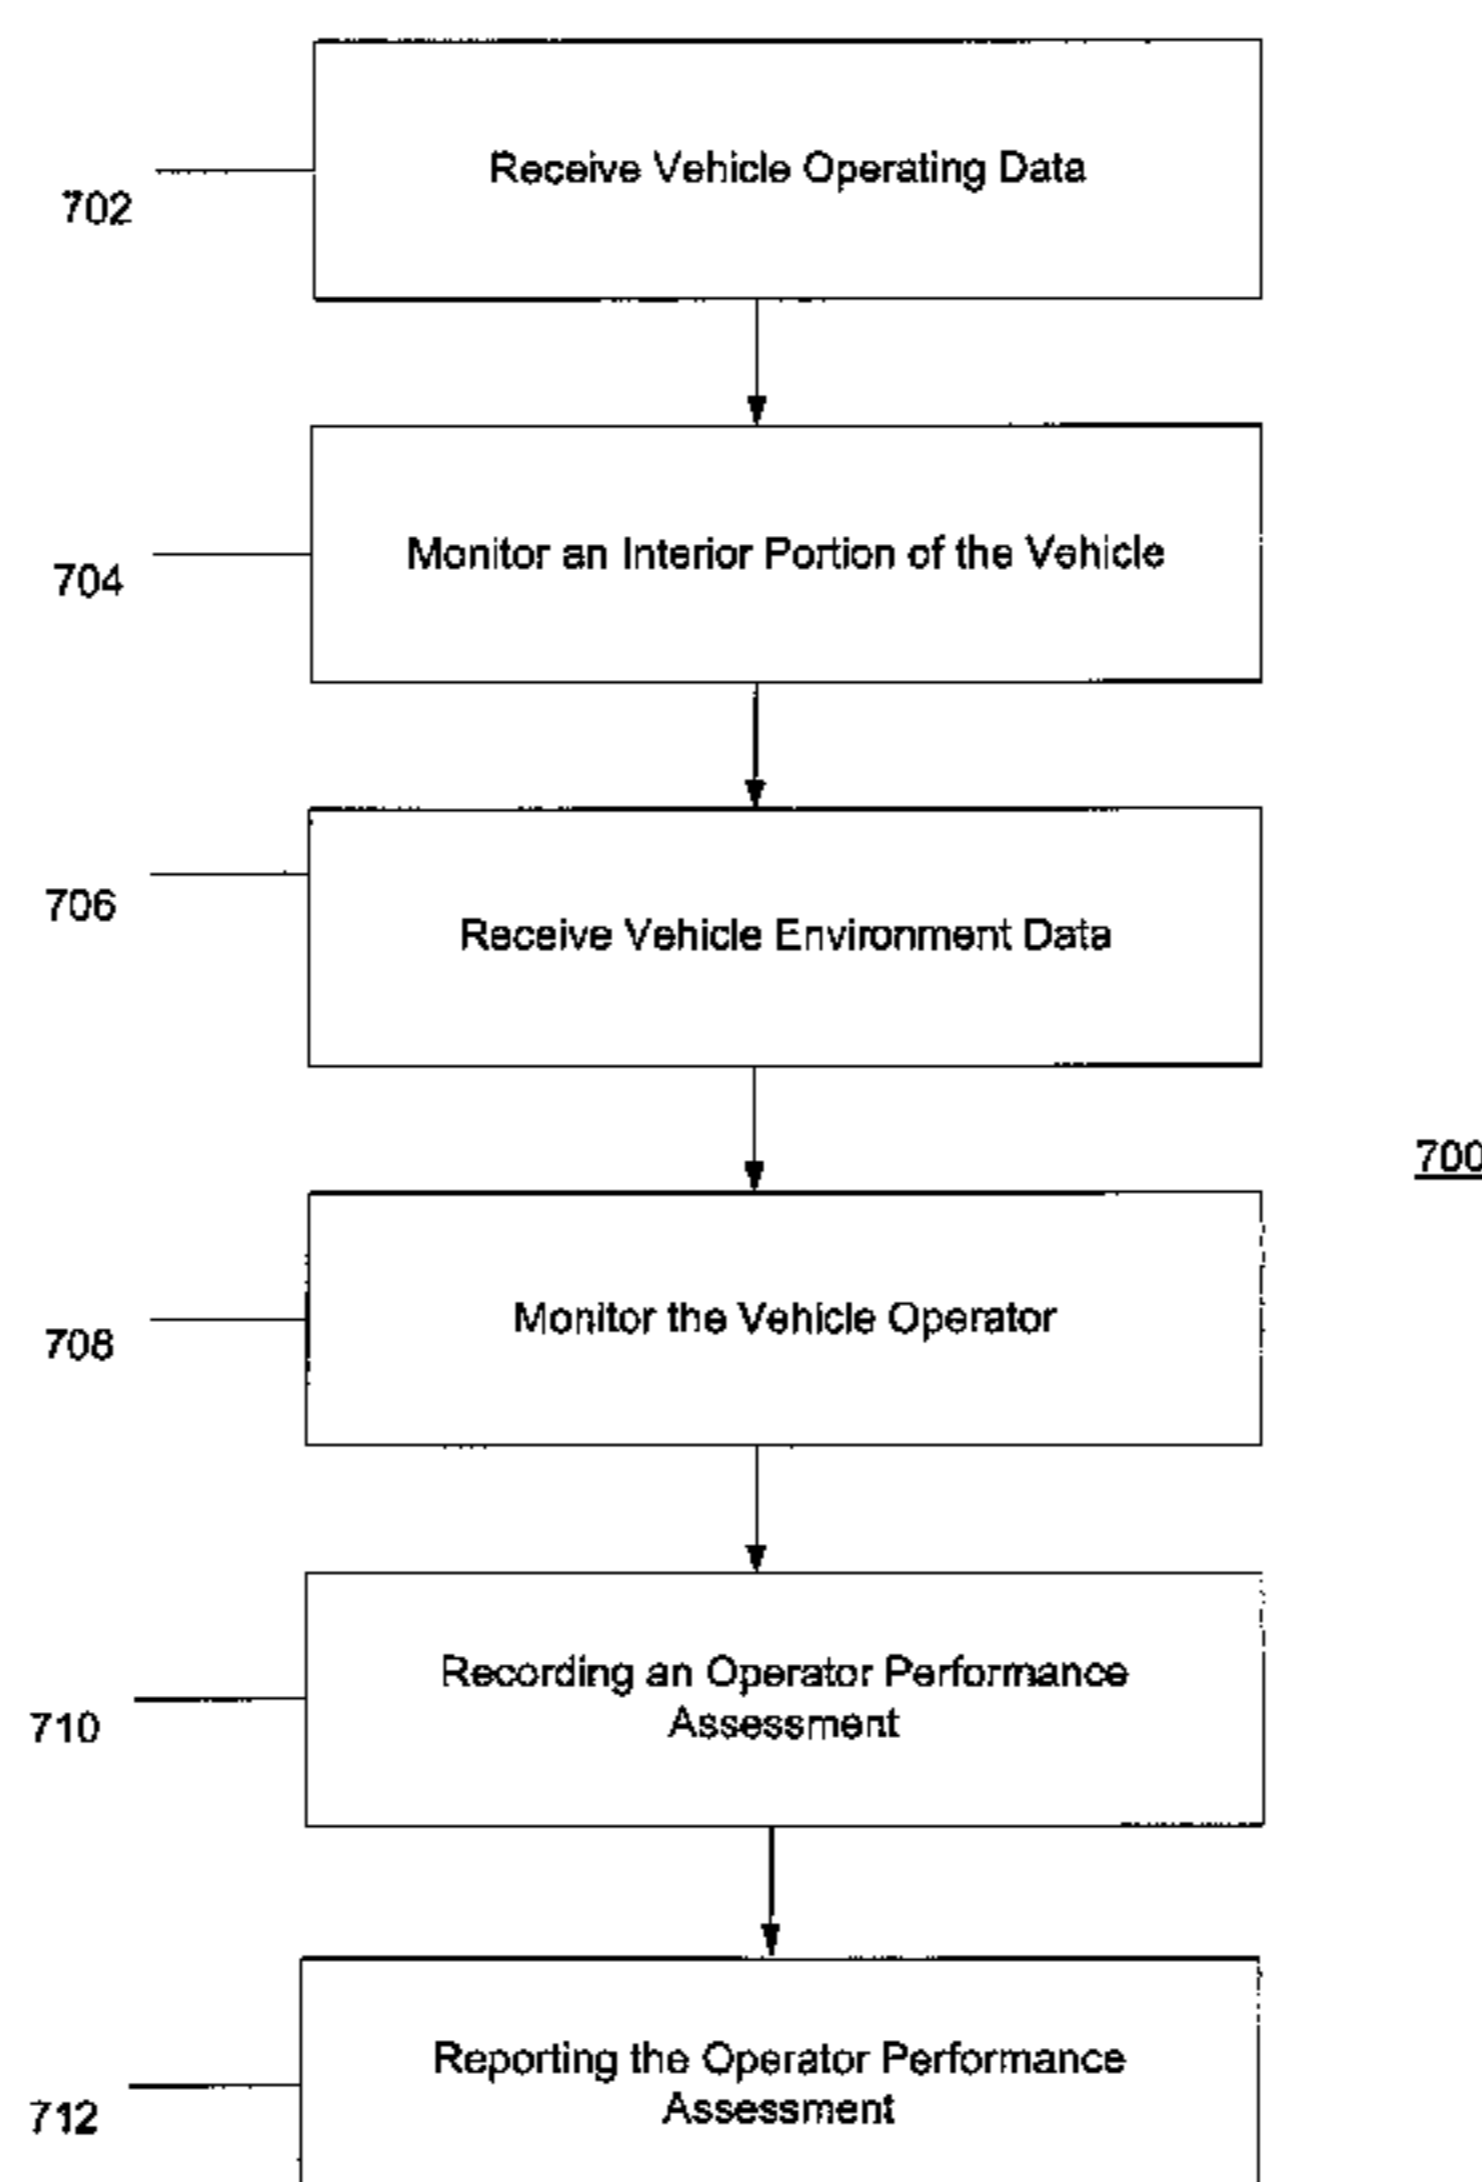 Receive Vehicle Operating Data
702
Monitor an Interior Portion of the Vehicle
704
Receive Vehicle Environment Data
706
700
Monitor the Vehicle Operator
708
Recording an Operator Performance
Assessment
710
Reporting the Operator Performance
Assessment
712